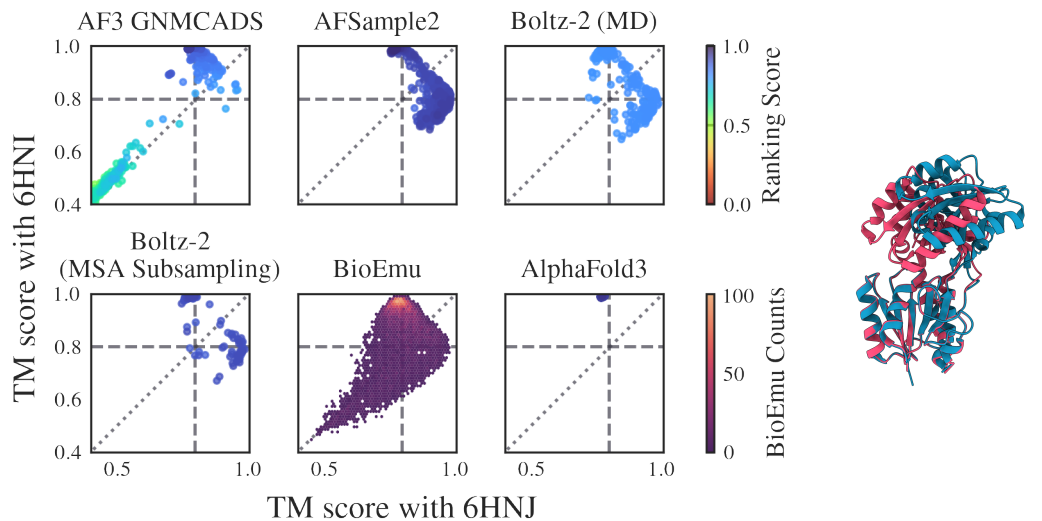 AF3 GNMCADS
AFSample2
Boltz-2 (MD)
1.0
0.8
0.6
0.4
1.0
0.5
0.0
Ranking Score
TM score with 6HNI
Boltz-2
(MSA Subsampling)
BioEmu
AlphaFold3
1.0
0.8
0.6
0.4
0.5
1.0
0.5
1.0
0.5
1.0
100
50
0
BioEmu Counts
TM score with 6HNJ